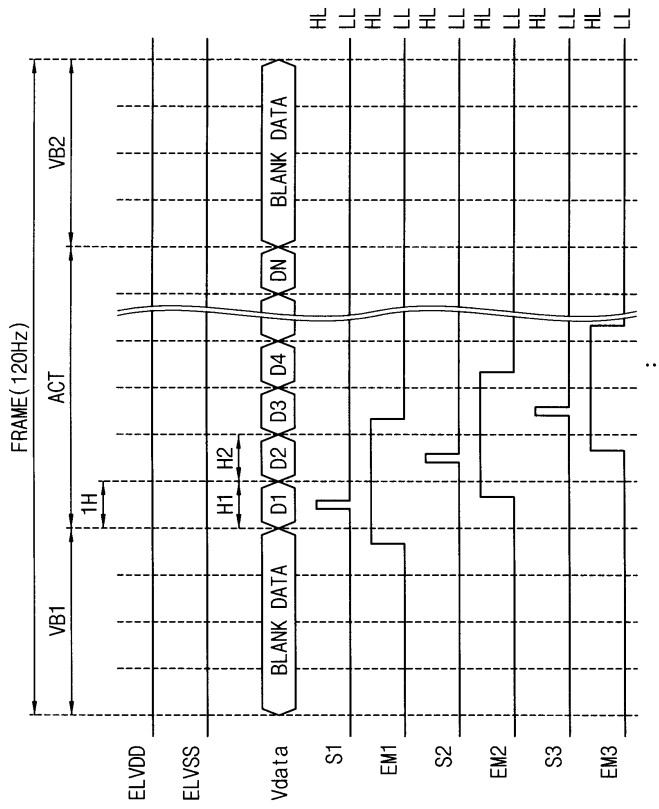 FRAME(120Hz)
VB1
ACT
VB2
1H
ELVDD
ELVSS
H1
H2
Vdata
BLANK DATA
D1
D2
D3
D4
DN
BLANK DATA
S1
HL
LL
EM1
HL
LL
S2
HL
LL
EM2
HL
LL
S3
HL
LL
EM3
HL
LL